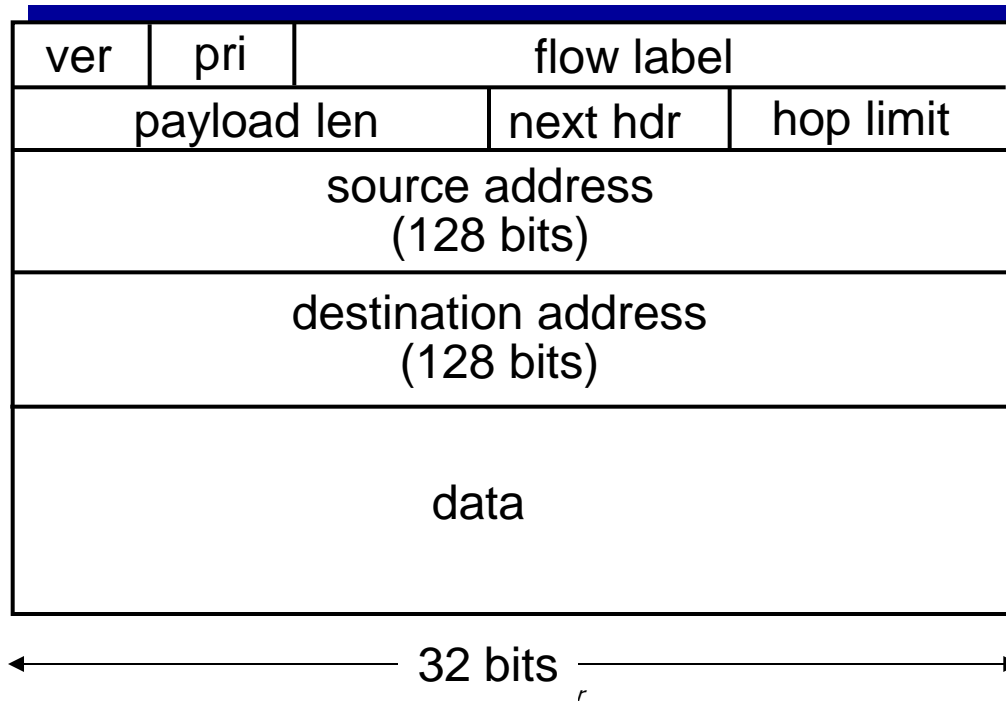 ver pri flow label
payload len next hdr hop limit
source address
(128 bits)
destination address
(128 bits)
data
32 bits
r